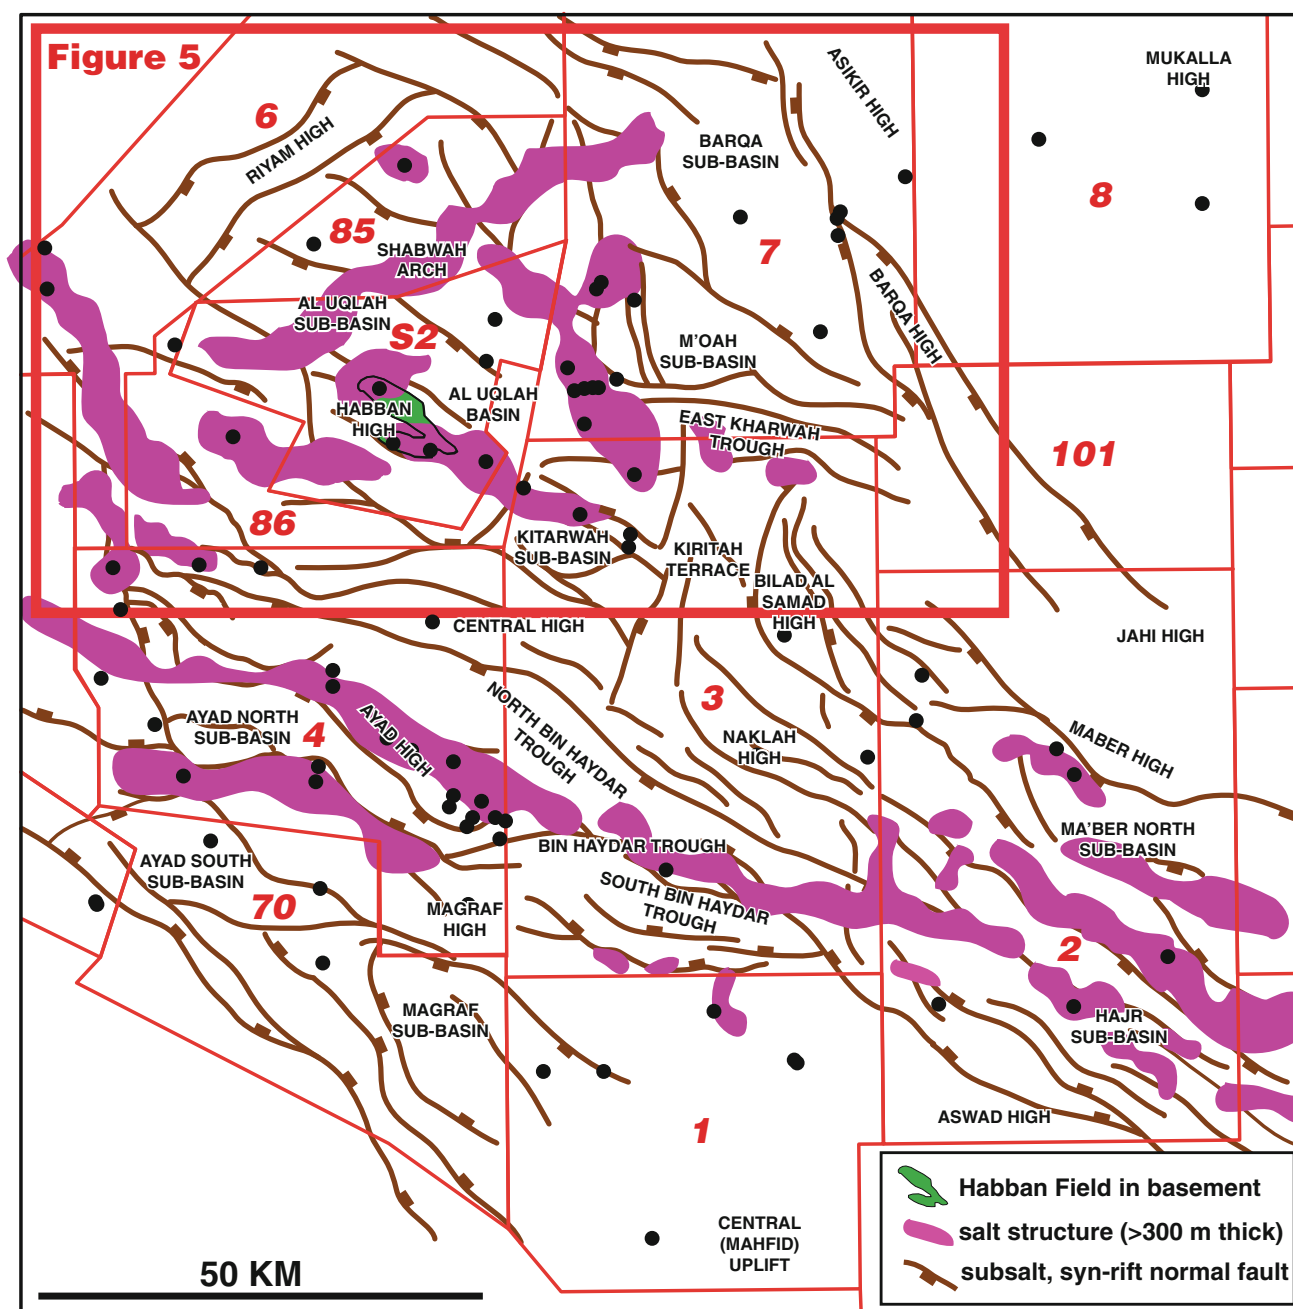 Figure 5
MUKALLA
HIGH
ASIKIR HIGH
6
RIYAM HIGH
BARQA
SUB-BASIN
8
85
SHABWAH
ARCH
7
BARQA HIGH
AL UQLAH
SUB-BASIN
S2
M'OAH
SUB-BASIN
HABBAN
HIGH
AL UQLAH
BASIN
EAST KHARWAH
TROUGH
101
86
KITARWAH
SUB-BASIN
KIRITAH
TERRACE
BILAD AL
SAMAD
HIGH
CENTRAL HIGH
JAHI HIGH
NORTH BIN HAYDAR
TROUGH
3
AYAD NORTH
SUB-BASIN
4
AYAD HIGH
NAKLAH
HIGH
MABER HIGH
BIN HAYDAR TROUGH
MA'BER NORTH
SUB-BASIN
AYAD SOUTH
SUB-BASIN
70
MAGRAF
HIGH
SOUTH BIN HAYDAR
TROUGH
2
MAGRAF
SUB-BASIN
HAJR
SUB-BASIN
1
ASWAD HIGH
CENTRAL
(MAHFID)
UPLIFT
50 KM
Habban Field in basement
salt structure (>300 m thick)
subsalt, syn-rift normal fault